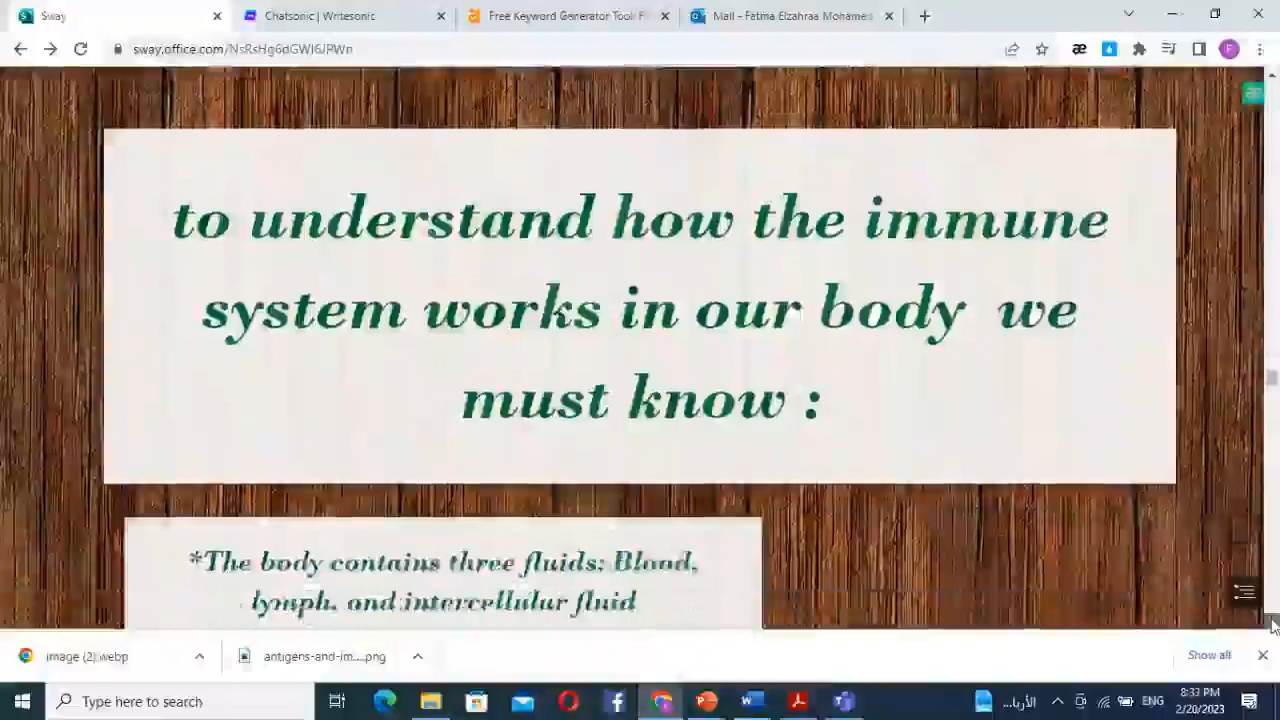 Sway
Chatsonic | Writesonic
Free Keyword Generator Tool: F
Mail - Fatma Elzahraa Mohamed
sway.office.com/NsRsHg6dGWI6JPWn
to understand how the immune
system works in our body we
must know :
*The body contains three fluids: Blood,
lymph, and intercellular fluid
image (2).webp
antigens-and-im....png
Show all
Type here to search
الأربا...
ENG
8:33 PM
2/20/2023